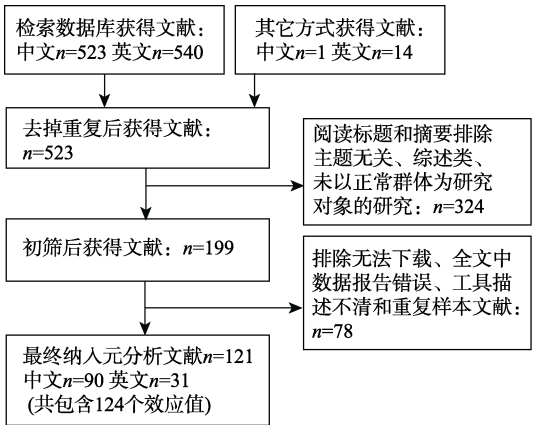 检索数据库获得文献：
中文n=523 英文n=540
其它方式获得文献：
中文n=1 英文n=14
去掉重复后获得文献：
n=523
阅读标题和摘要排除
主题无关、综述类、
未以正常群体为研究
对象的研究：n=324
初筛后获得文献：n=199
排除无法下载、全文中
数据报告错误、工具描
述不清和重复样本文献：
n=78
最终纳入元分析文献n=121
中文n=90 英文n=31
(共包含124个效应值)